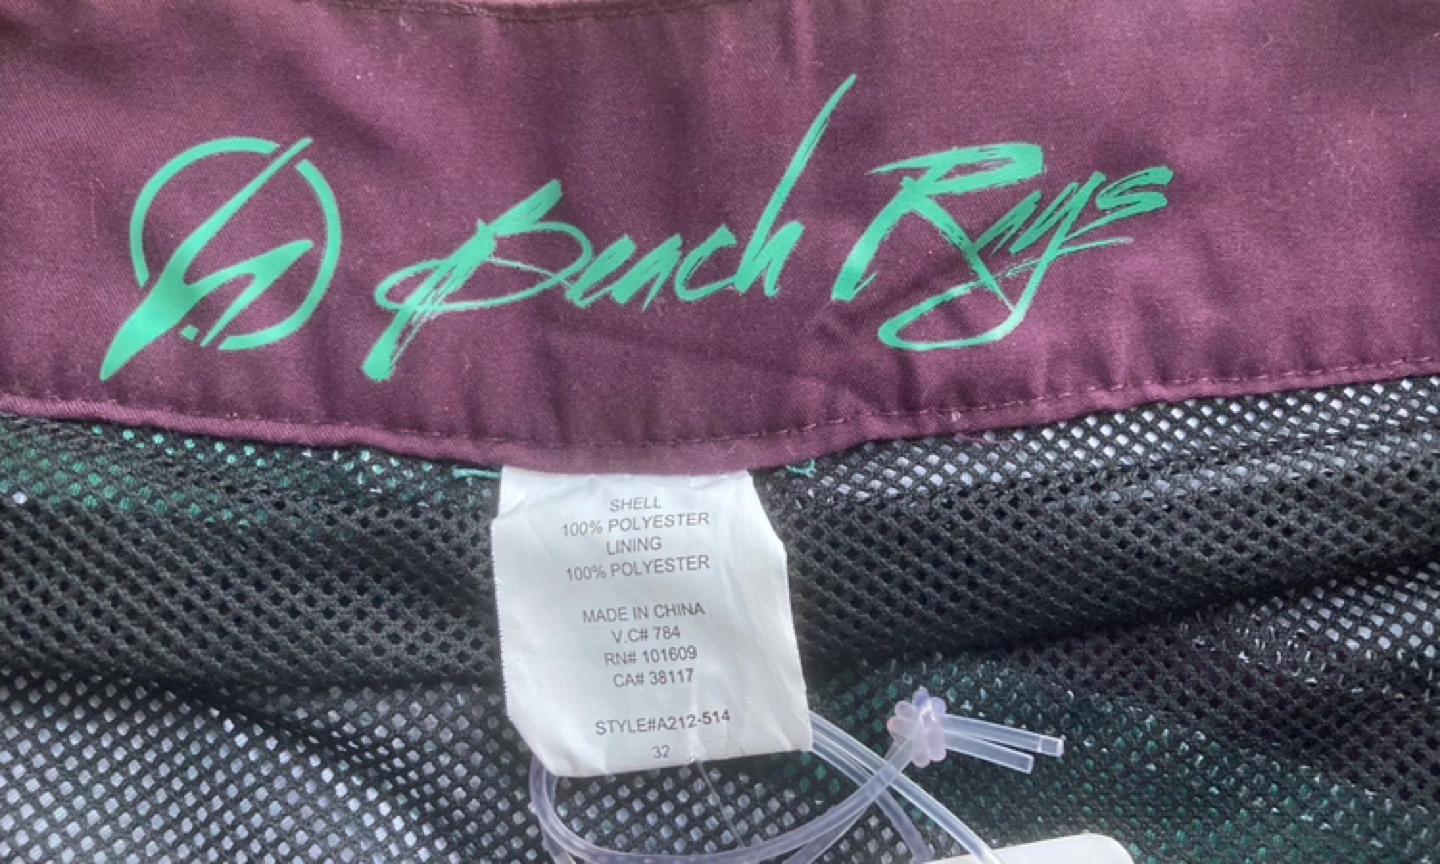 Beach Rays
SHELL
100% POLYESTER
LINING
100% POLYESTER
MADE IN CHINA
V.C# 784
RN# 101609
CA# 38117
STYLE#A212-514
32